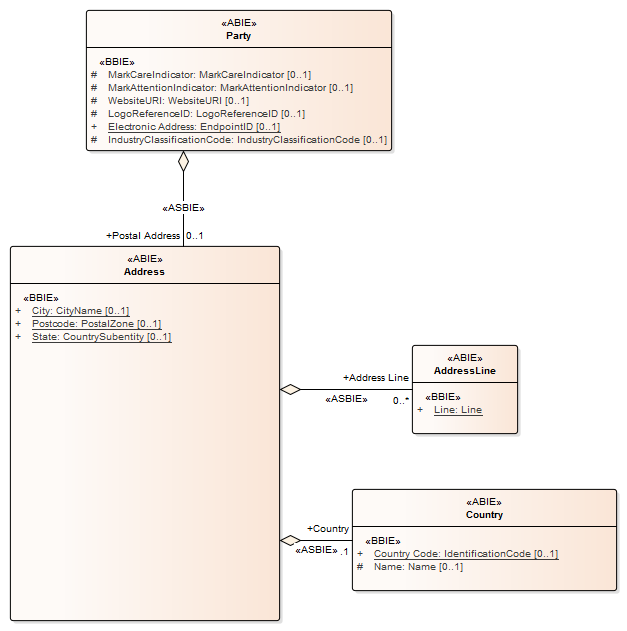 «ABIE»
Party
«BBIE»
# MarkCareIndicator: MarkCareIndicator [0..1]
# MarkAttentionIndicator: MarkAttentionIndicator [0..1]
# WebsiteURI: WebsiteURI [0..1]
# LogoReferenceID: LogoReferenceID [0..1]
+ Electronic Address: EndpointID [0..1]
# IndustryClassificationCode: IndustryClassificationCode [0..1]
«ASBIE»
+Postal Address 0..1
«ABIE»
Address
«BBIE»
+ City: CityName [0..1]
+ Postcode: PostalZone [0..1]
+ State: CountrySubentity [0..1]
+Address Line
«ASBIE» 0..*
«ABIE»
AddressLine
«BBIE»
+ Line: Line
+Country
«ASBIE» .1
«ABIE»
Country
«BBIE»
+ Country Code: IdentificationCode [0..1]
# Name: Name [0..1]